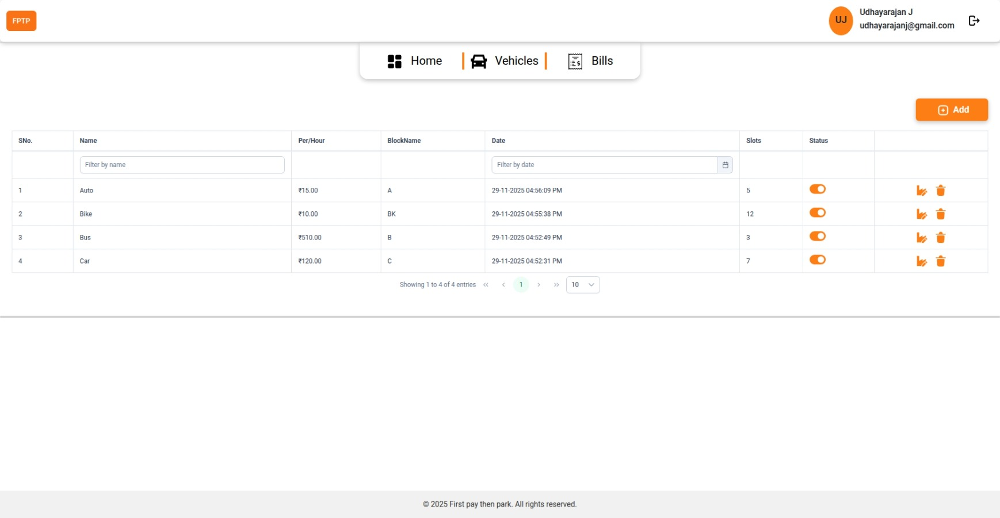 FPTP
UJ
Udhayarajan J
udhayarajanj@gmail.com
Home Vehicles Bills
Add
SNo. Name Per/Hour BlockName Date Slots Status
Filter by name Filter by date
1 Auto ₹15.00 A 29-11-2025 04:56:09 PM 5
2 Bike ₹10.00 BK 29-11-2025 04:55:38 PM 12
3 Bus ₹510.00 B 29-11-2025 04:52:49 PM 3
4 Car ₹120.00 C 29-11-2025 04:52:31 PM 7
Showing 1 to 4 of 4 entries « ‹ 1 › » 10
© 2025 First pay then park. All rights reserved.